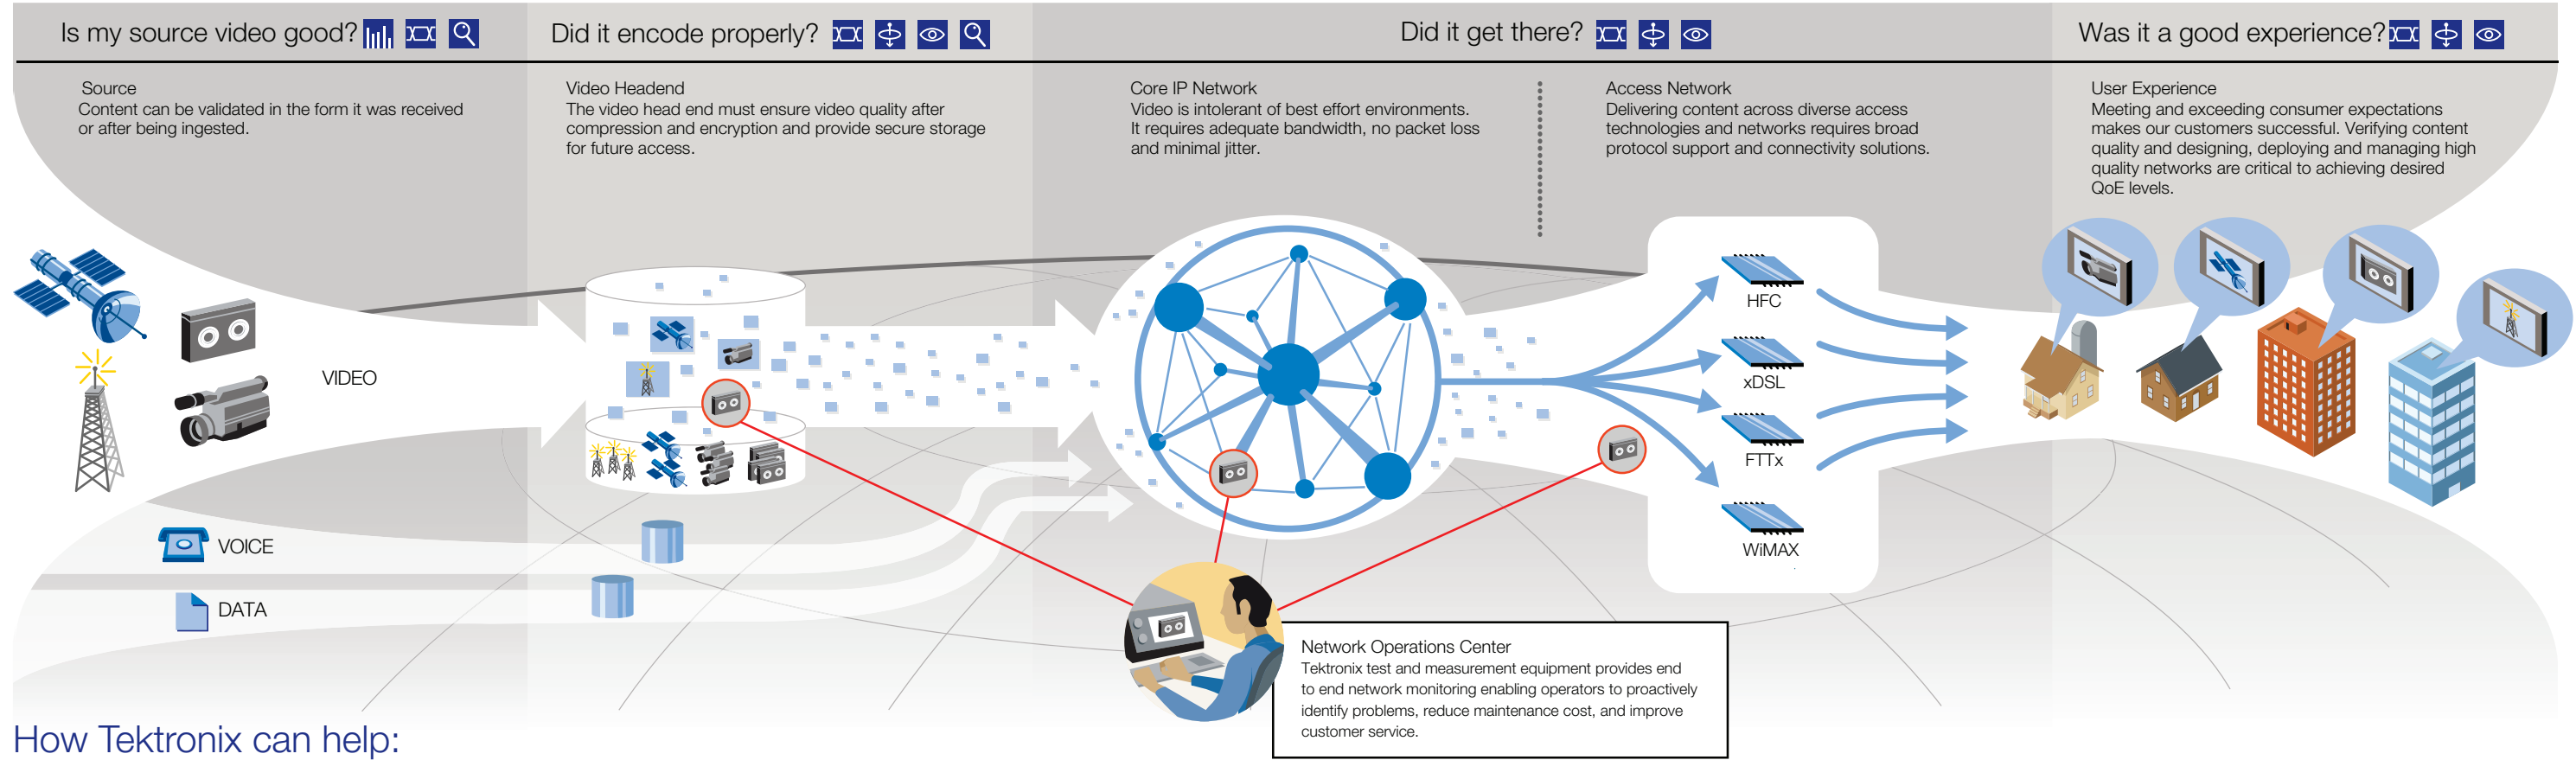 Is my source video good?
Did it encode properly?
Did it get there?
Was it a good experience?
Source
Content can be validated in the form it was received
or after being ingested.
Video Headend
The video head end must ensure video quality after
compression and encryption and provide secure storage
for future access.
Core IP Network
Video is intolerant of best effort environments.
It requires adequate bandwidth, no packet loss
and minimal jitter.
Access Network
Delivering content across diverse access
technologies and networks requires broad
protocol support and connectivity solutions.
User Experience
Meeting and exceeding consumer expectations
makes our customers successful. Verifying content
quality and designing, deploying and managing high
quality networks are critical to achieving desired
QoE levels.
VIDEO
VOICE
DATA
HFC
xDSL
FTTx
WiMAX
Network Operations Center
Tektronix test and measurement equipment provides end
to end network monitoring enabling operators to proactively
identify problems, reduce maintenance cost, and improve
customer service.
How Tektronix can help: